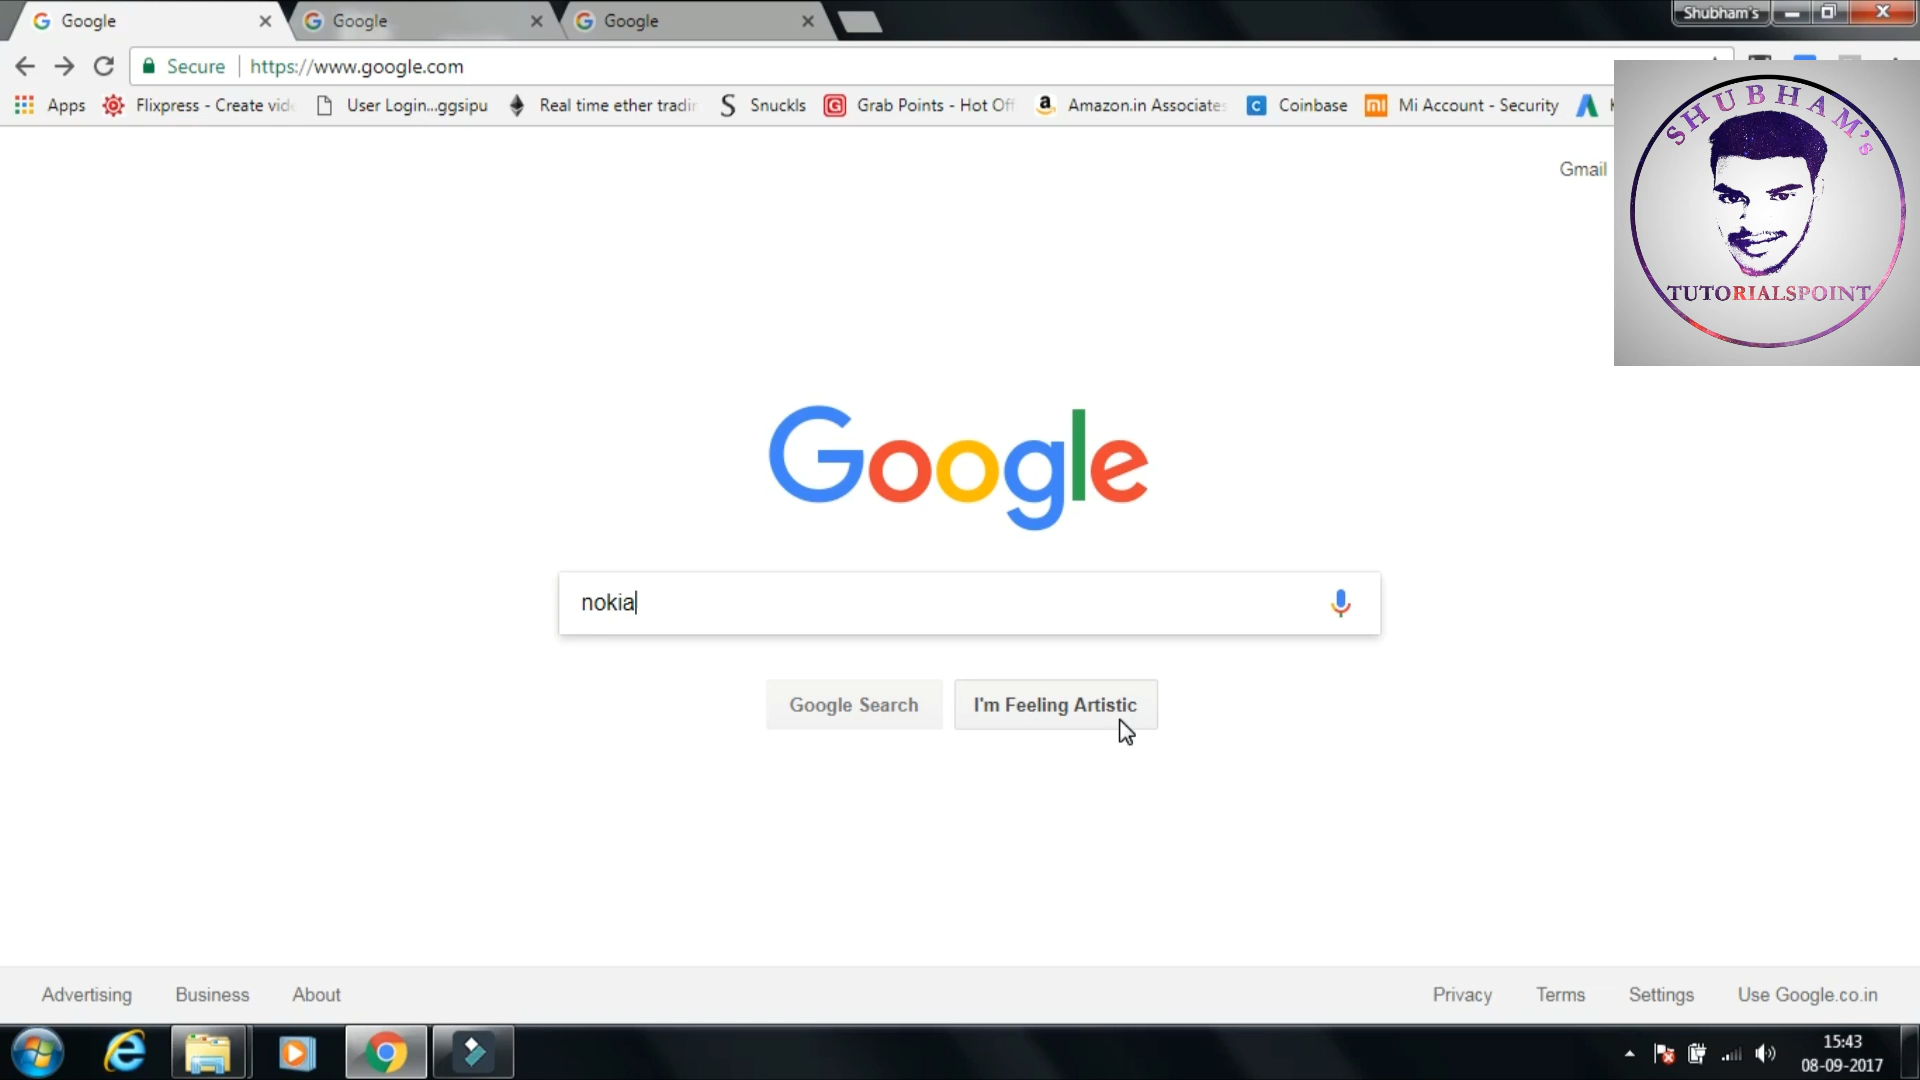 Google
Google
Google
Shubham's
Secure
https://www.google.com
Apps
Flixpress - Create vid
User Login...ggsipu
Real time ether tradin
Snuckls
Grab Points - Hot Off
Amazon.in Associates
Coinbase
Mi Account - Security
SHUBHAM's
TUTORIALSPOINT
Gmail
Google
nokia
Google Search
I'm Feeling Artistic
Advertising
Business
About
Privacy
Terms
Settings
Use Google.co.in
15:43
08-09-2017